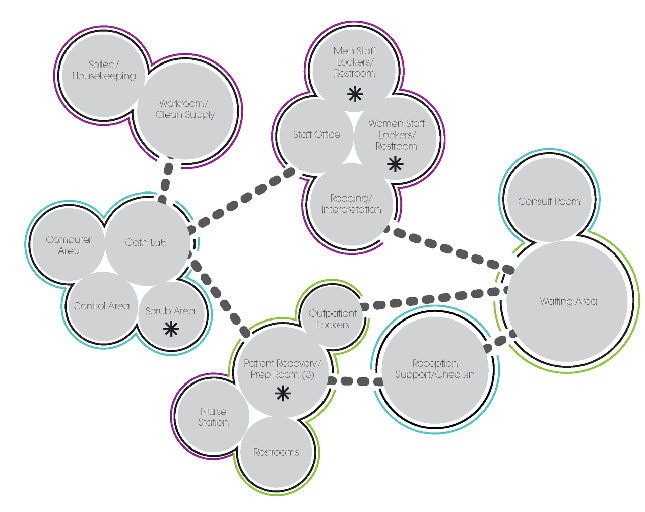 Soiled/
Housekeeping
Workroom/
Clean Supply
Men Staff
Lockers/
Restroom
Staff Office
Women Staff
Lockers/
Restroom
Reading/
Interpretation
Consult Room
Computer
Area
Cath Lab
Control Area
Scrub Area
Waiting Area
Outpatient
Lockers
Patient Recovery/
Prep Room (2)
Reception
Support/Check-in
Nurse
Station
Restrooms